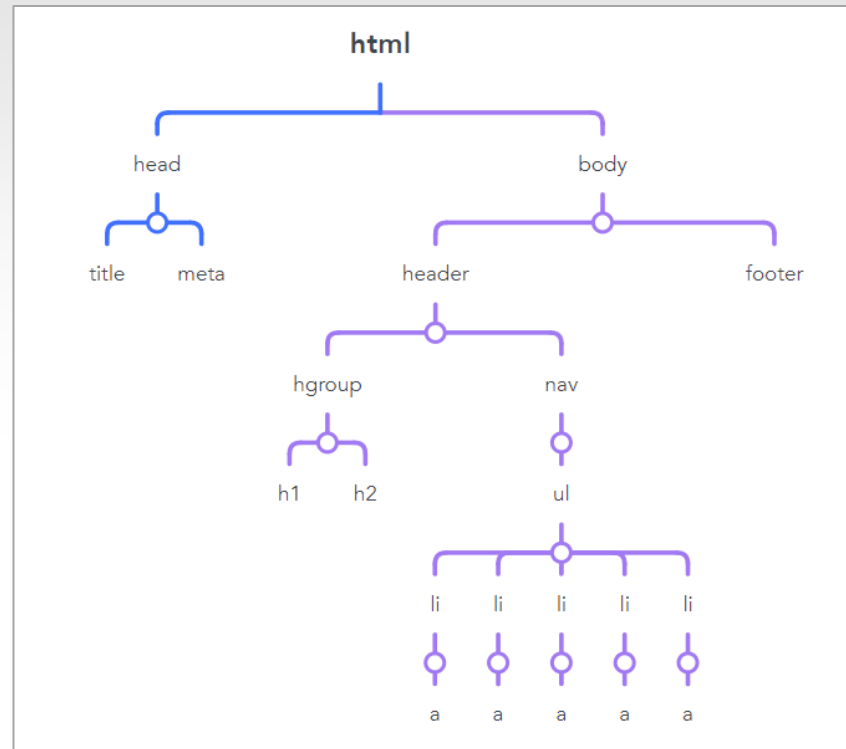 html
head body
title meta header footer
hgroup nav
h1 h2 ul
li li li li li
a a a a a